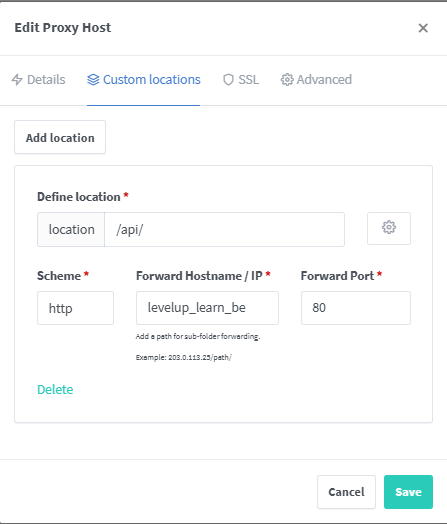 Edit Proxy Host
Details Custom locations SSL Advanced
Add location
Define location *
location /api/
Scheme * Forward Hostname / IP * Forward Port *
http levelup_learn_be 80
Add a path for sub-folder forwarding.
Example: 203.0.113.25/path/
Delete
Cancel Save